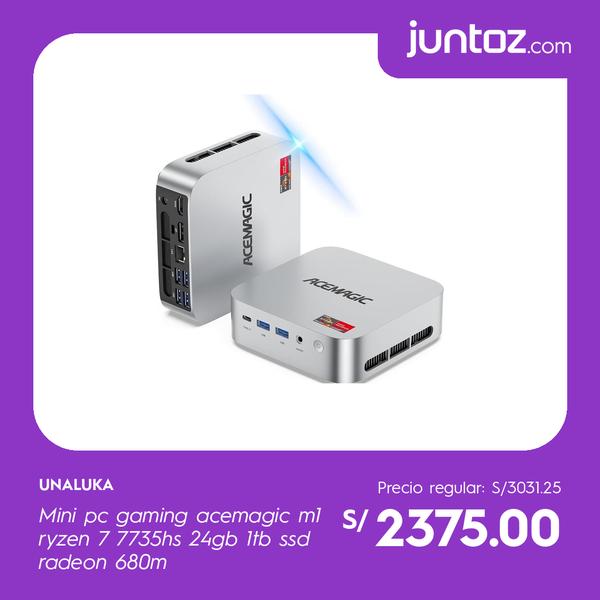 juntoz.com
ACEMAGIC
ACEMAGIC
UNALUKA
Mini pc gaming acemagic m1
ryzen 7 7735hs 24gb 1tb ssd
radeon 680m
Precio regular: S/3031.25
S/ 2375.00